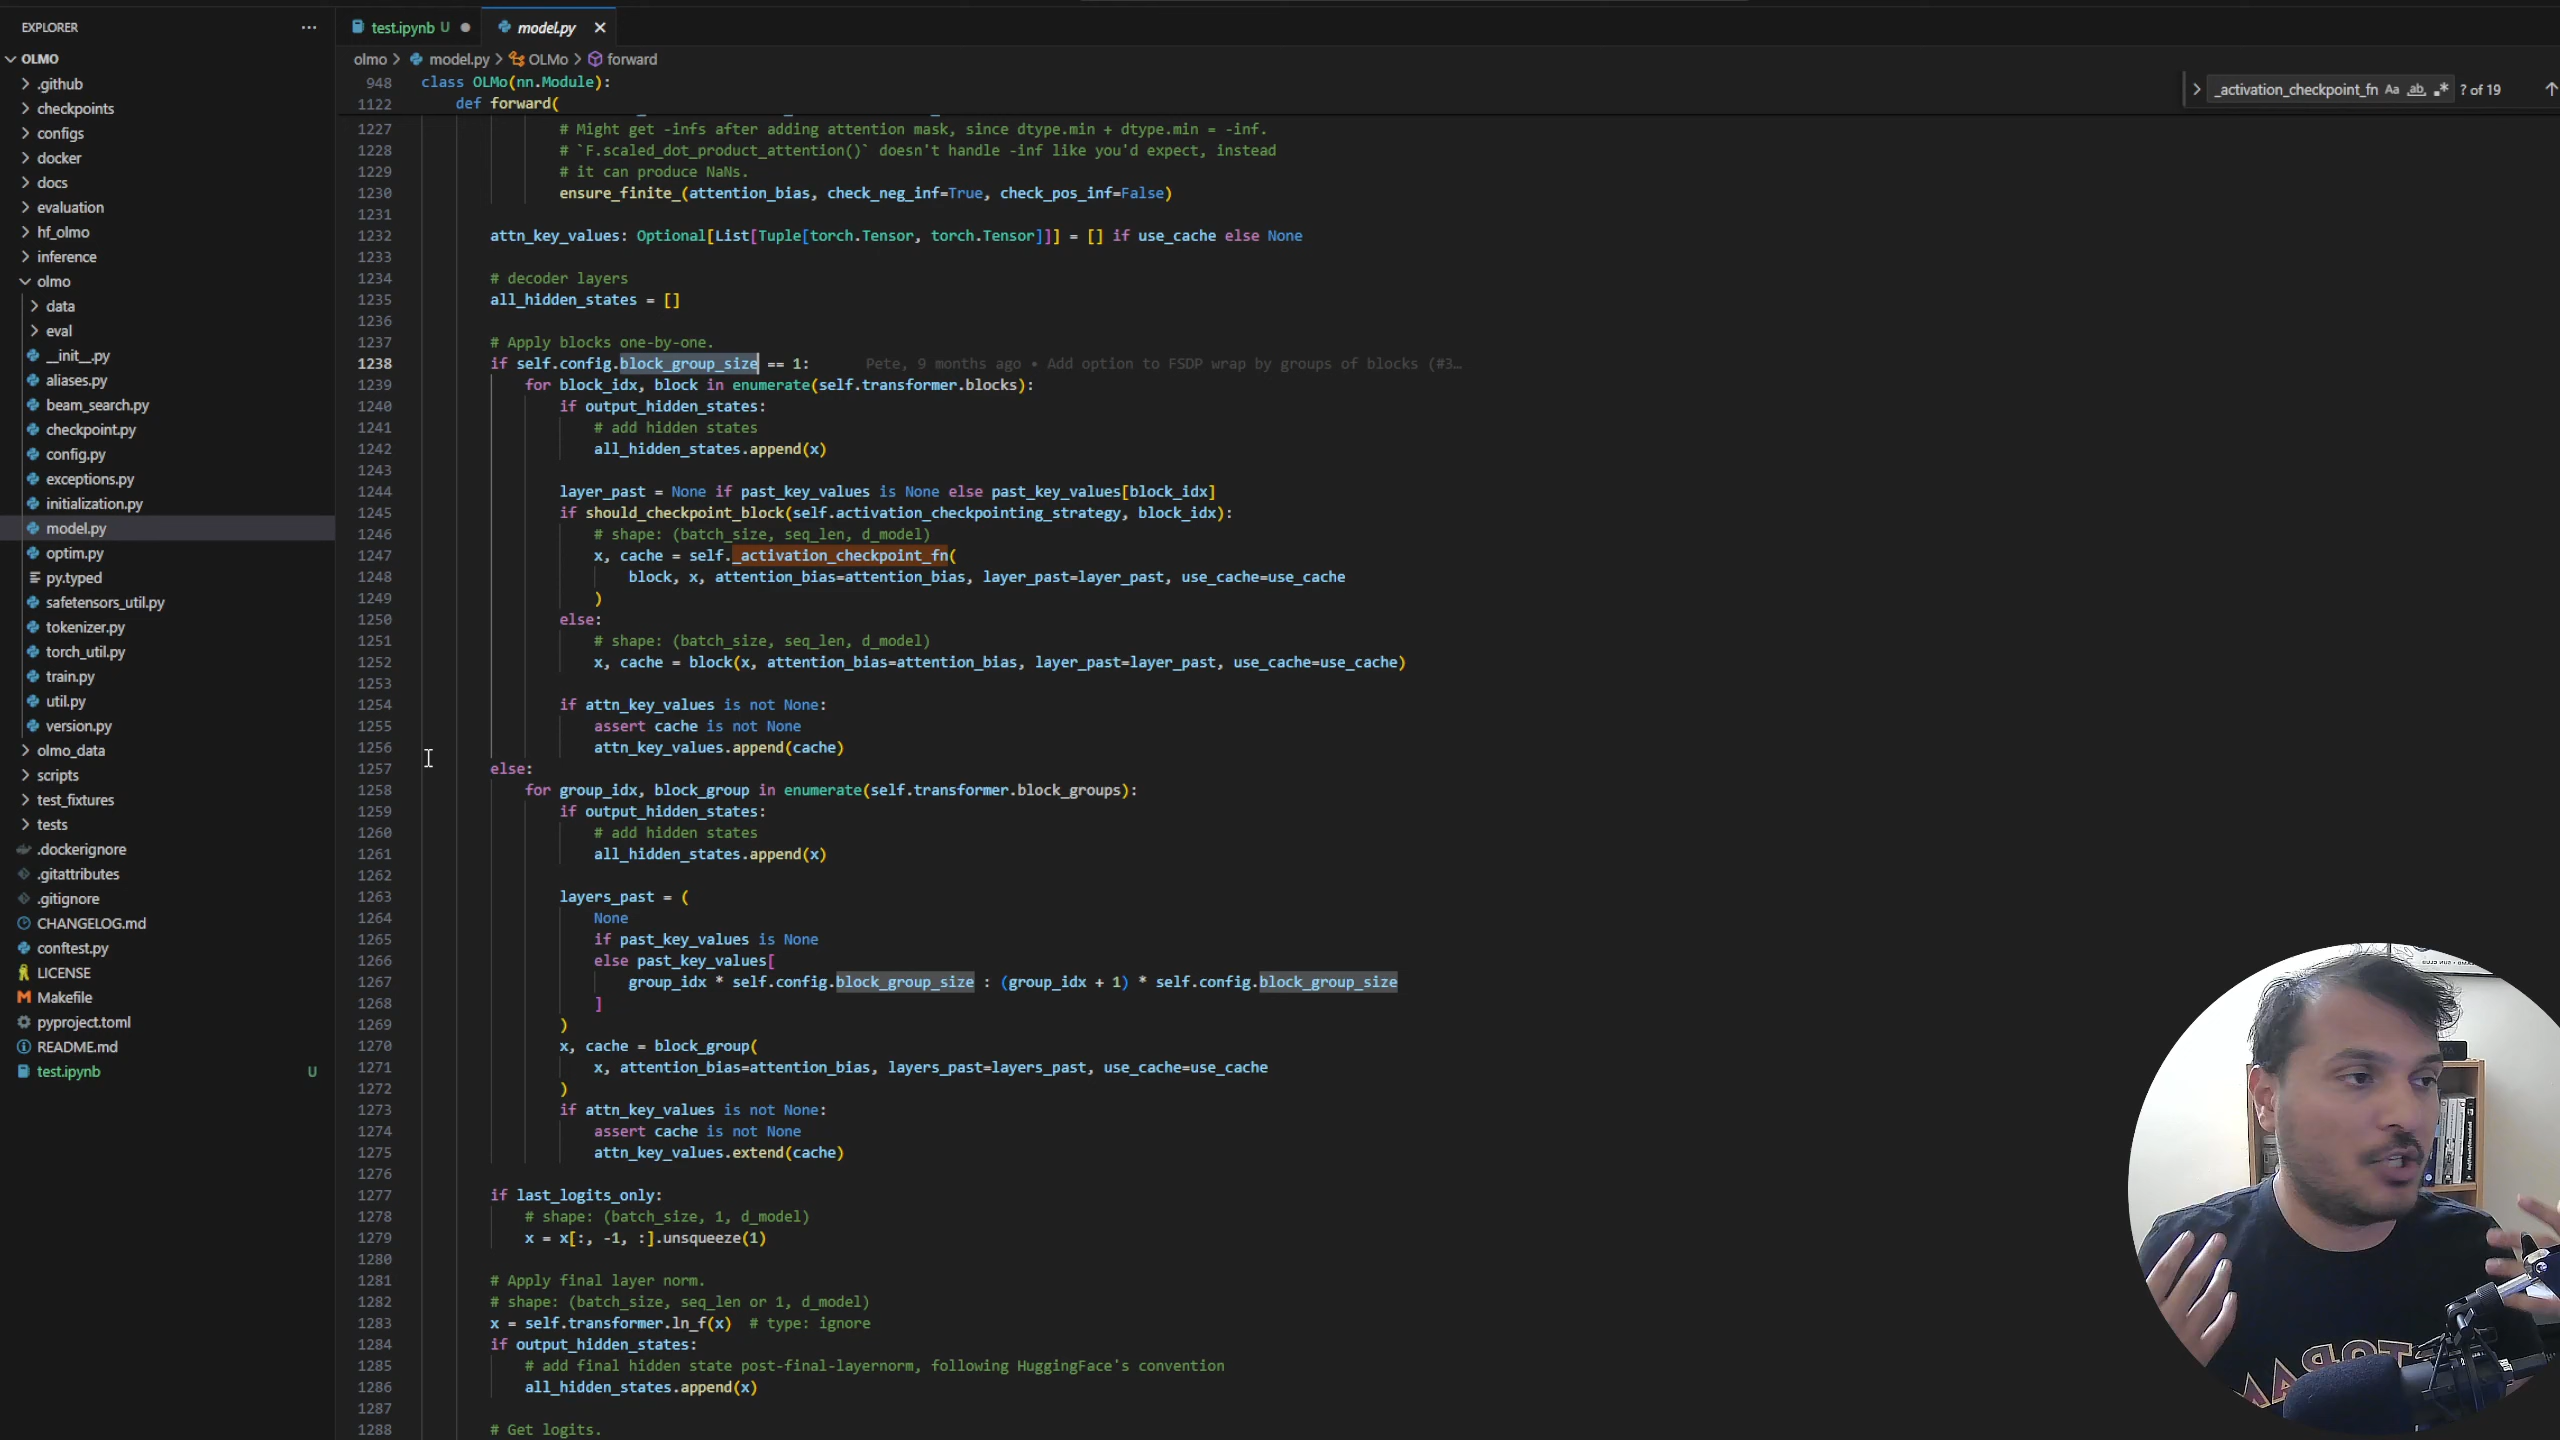 EXPLORER
OLMO
.github
checkpoints
configs
docker
docs
evaluation
hf_olmo
inference
olmo
data
eval
__init__.py
aliases.py
beam_search.py
checkpoint.py
config.py
exceptions.py
initialization.py
model.py
optim.py
py.typed
safetensors_util.py
tokenizer.py
torch_util.py
train.py
util.py
version.py
olmo_data
scripts
test_fixtures
tests
.dockerignore
.gitattributes
.gitignore
CHANGELOG.md
conftest.py
LICENSE
Makefile
pyproject.toml
README.md
test.ipynb U
test.ipynb U model.py
olmo > model.py > OLMo > forward
_activation_checkpoint_fn Aa ab .* ? of 19
948 class OLMo(nn.Module):
1122 def forward(
1227 # Might get -infs after adding attention mask, since dtype.min + dtype.min = -inf.
1228 # `F.scaled_dot_product_attention()` doesn't handle -inf like you'd expect, instead
1229 # it can produce NaNs.
1230 ensure_finite_(attention_bias, check_neg_inf=True, check_pos_inf=False)
1231
1232 attn_key_values: Optional[List[Tuple[torch.Tensor, torch.Tensor]]] = [] if use_cache else None
1233
1234 # decoder layers
1235 all_hidden_states = []
1236
1237 # Apply blocks one-by-one.
1238 if self.config.block_group_size == 1: Pete, 9 months ago • Add option to FSDP wrap by groups of blocks (#3…
1239 for block_idx, block in enumerate(self.transformer.blocks):
1240 if output_hidden_states:
1241 # add hidden states
1242 all_hidden_states.append(x)
1243
1244 layer_past = None if past_key_values is None else past_key_values[block_idx]
1245 if should_checkpoint_block(self.activation_checkpointing_strategy, block_idx):
1246 # shape: (batch_size, seq_len, d_model)
1247 x, cache = self._activation_checkpoint_fn(
1248 block, x, attention_bias=attention_bias, layer_past=layer_past, use_cache=use_cache
1249 )
1250 else:
1251 # shape: (batch_size, seq_len, d_model)
1252 x, cache = block(x, attention_bias=attention_bias, layer_past=layer_past, use_cache=use_cache)
1253
1254 if attn_key_values is not None:
1255 assert cache is not None
1256 attn_key_values.append(cache)
1257 else:
1258 for group_idx, block_group in enumerate(self.transformer.block_groups):
1259 if output_hidden_states:
1260 # add hidden states
1261 all_hidden_states.append(x)
1262
1263 layers_past = (
1264 None
1265 if past_key_values is None
1266 else past_key_values[
1267 group_idx * self.config.block_group_size : (group_idx + 1) * self.config.block_group_size
1268 ]
1269 )
1270 x, cache = block_group(
1271 x, attention_bias=attention_bias, layers_past=layers_past, use_cache=use_cache
1272 )
1273 if attn_key_values is not None:
1274 assert cache is not None
1275 attn_key_values.extend(cache)
1276
1277 if last_logits_only:
1278 # shape: (batch_size, 1, d_model)
1279 x = x[:, -1, :].unsqueeze(1)
1280
1281 # Apply final layer norm.
1282 # shape: (batch_size, seq_len or 1, d_model)
1283 x = self.transformer.ln_f(x) # type: ignore
1284 if output_hidden_states:
1285 # add final hidden state post-final-layernorm, following HuggingFace's convention
1286 all_hidden_states.append(x)
1287
1288 # Get logits.